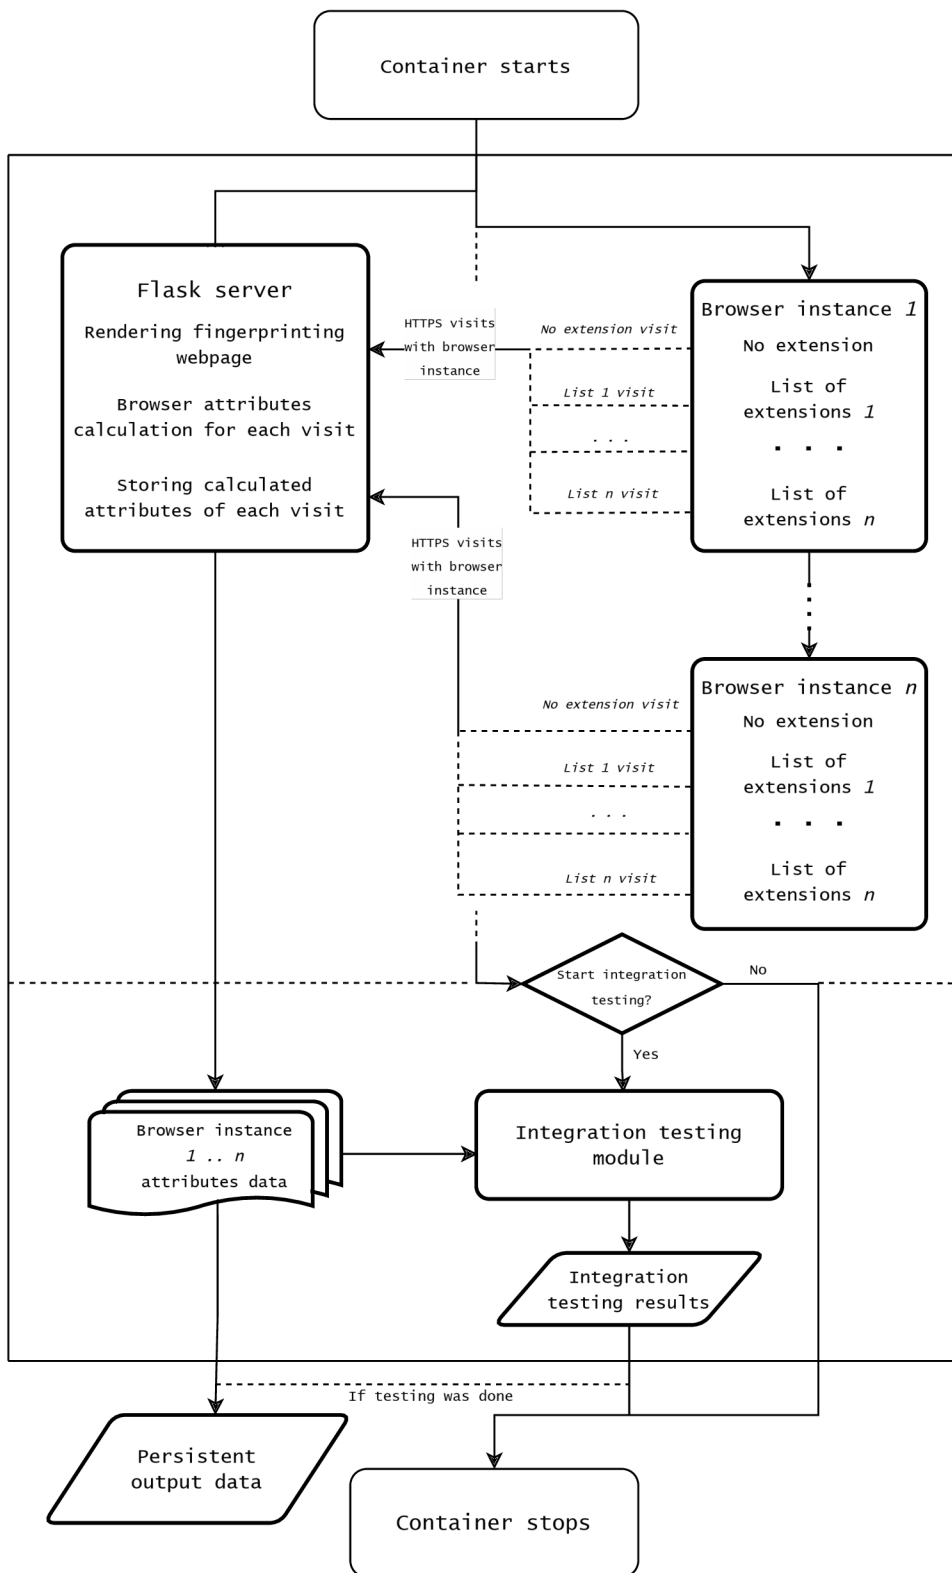 Container starts
Flask server
Rendering fingerprinting
webpage
Browser attributes
calculation for each visit
Storing calculated
attributes of each visit
HTTPS visits
with browser
instance
No extension visit
List 1 visit
. . .
List n visit
Browser instance 1
No extension
List of
extensions 1
. . .
List of
extensions n
HTTPS visits
with browser
instance
No extension visit
List 1 visit
. . .
List n visit
Browser instance n
No extension
List of
extensions 1
. . .
List of
extensions n
Start integration
testing?
No
Yes
Browser instance
1 .. n
attributes data
Integration testing
module
Integration
testing results
If testing was done
Persistent
output data
Container stops